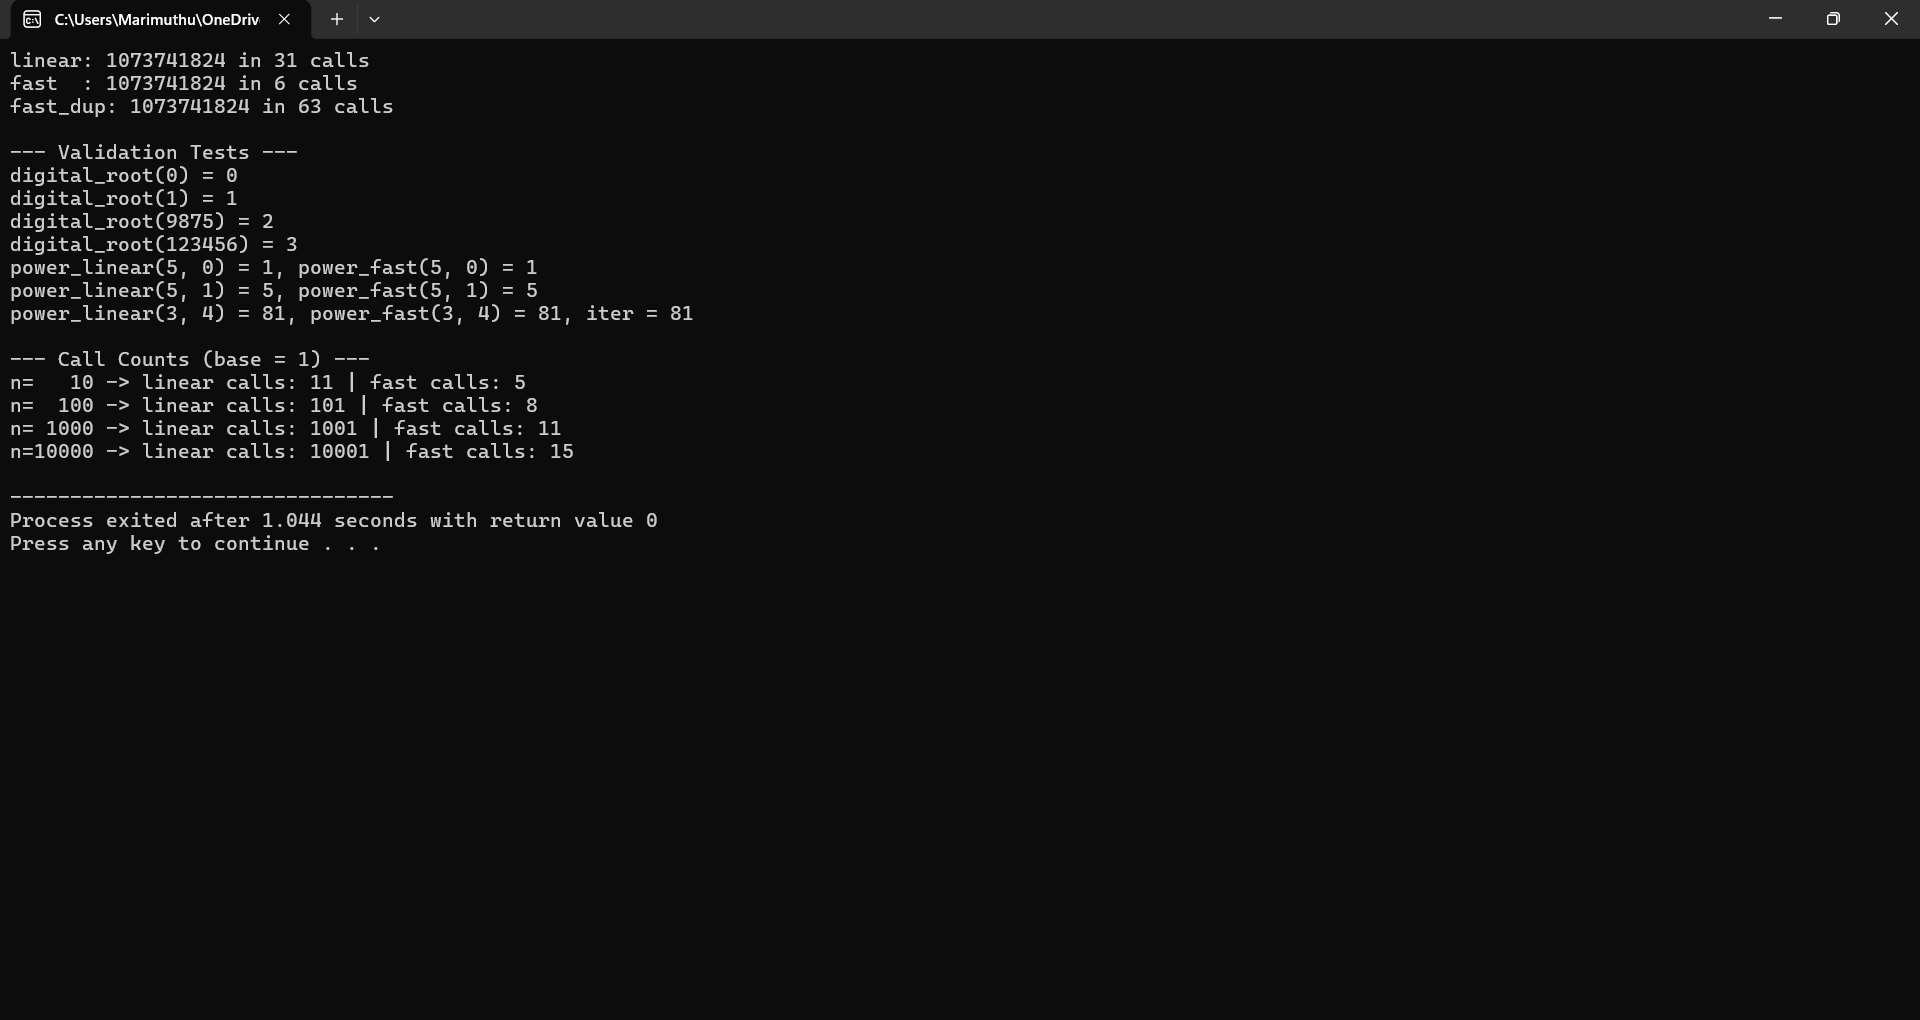 C:\Users\Marimuthu\OneDriv
linear: 1073741824 in 31 calls
fast  : 1073741824 in 6 calls
fast_dup: 1073741824 in 63 calls
--- Validation Tests ---
digital_root(0) = 0
digital_root(1) = 1
digital_root(9875) = 2
digital_root(123456) = 3
power_linear(5, 0) = 1, power_fast(5, 0) = 1
power_linear(5, 1) = 5, power_fast(5, 1) = 5
power_linear(3, 4) = 81, power_fast(3, 4) = 81, iter = 81
--- Call Counts (base = 1) ---
n=   10 -> linear calls: 11 | fast calls: 5
n=  100 -> linear calls: 101 | fast calls: 8
n= 1000 -> linear calls: 1001 | fast calls: 11
n=10000 -> linear calls: 10001 | fast calls: 15
--------------------------------
Process exited after 1.044 seconds with return value 0
Press any key to continue . . .